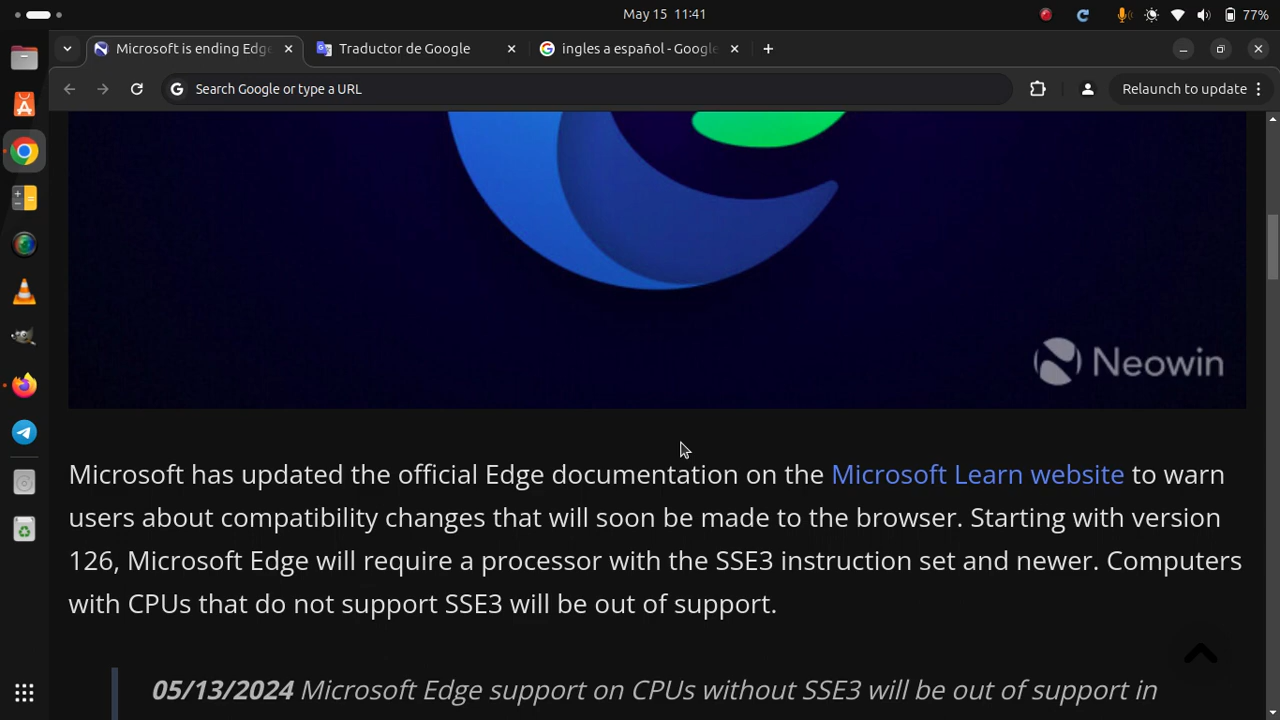 May 15 11:41
77%
Microsoft is ending Edge
Traductor de Google
ingles a español - Google
Search Google or type a URL
Relaunch to update
Neowin
Microsoft has updated the official Edge documentation on the Microsoft Learn website to warn
users about compatibility changes that will soon be made to the browser. Starting with version
126, Microsoft Edge will require a processor with the SSE3 instruction set and newer. Computers
with CPUs that do not support SSE3 will be out of support.
05/13/2024 Microsoft Edge support on CPUs without SSE3 will be out of support in